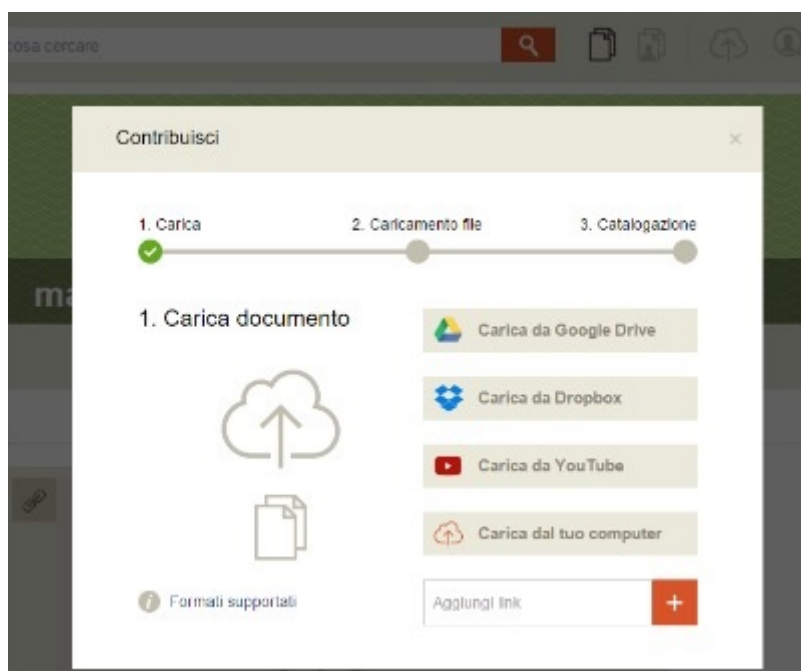 cosa cercare
Contribuisci
1. Carica
2. Caricamento file
3. Catalogazione
ma
1. Carica documento
Carica da Google Drive
Carica da Dropbox
Carica da YouTube
Carica dal tuo computer
Formati supportati
Aggiungi link
+